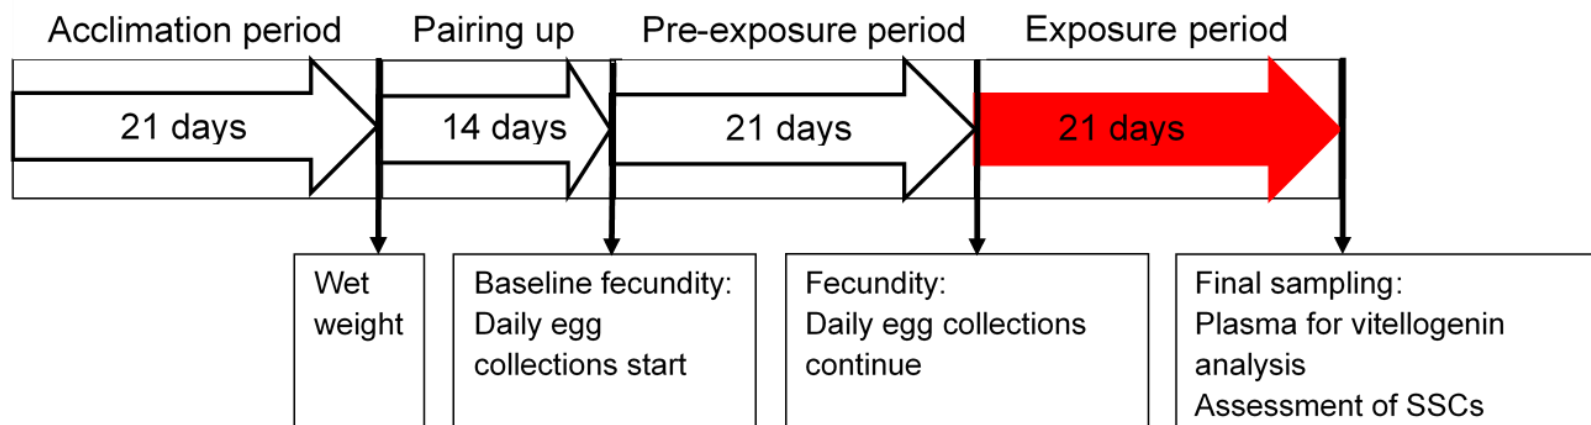 Acclimation period
Pairing up
Pre-exposure period
Exposure period
21 days
14 days
21 days
21 days
Wet
weight
Baseline fecundity:
Daily egg
collections start
Fecundity:
Daily egg collections
continue
Final sampling:
Plasma for vitellogenin
analysis
Assessment of SSCs